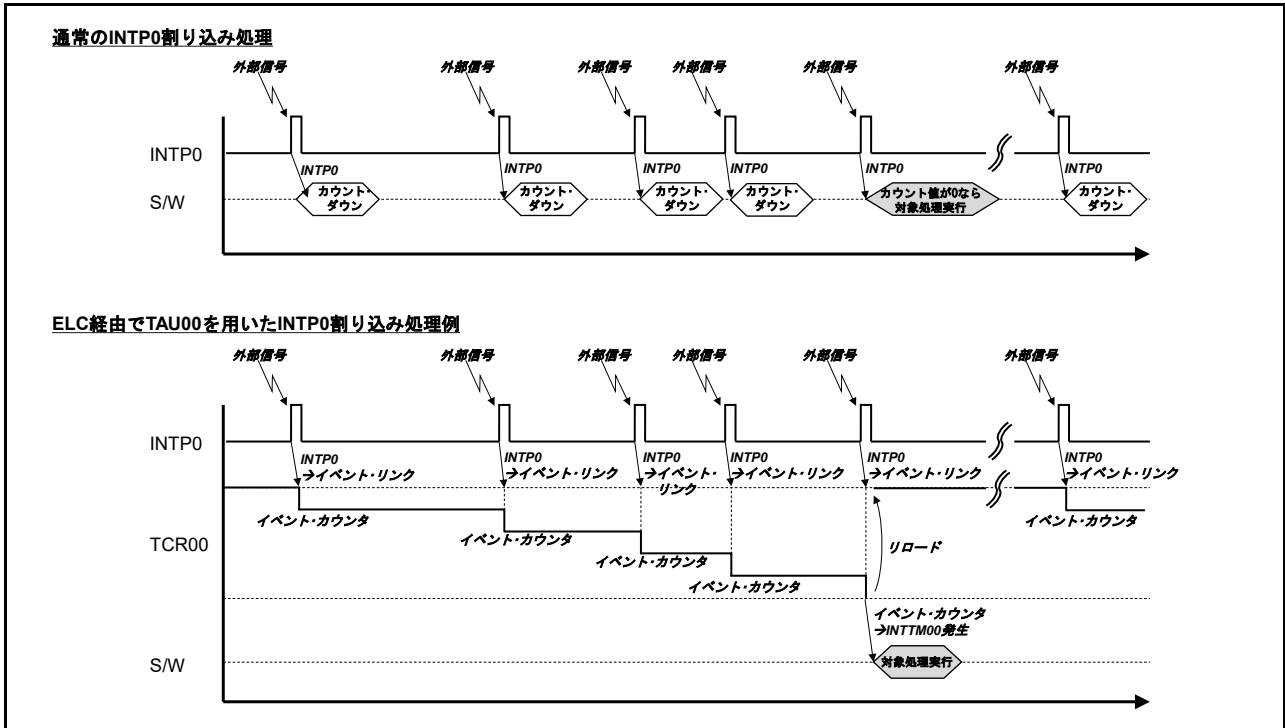 通常のINTP0割り込み処理
外部信号
外部信号
外部信号
外部信号
外部信号
外部信号
INTP0
INTP0
INTP0
INTP0
INTP0
INTP0
INTP0
S/W
カウント・
ダウン
カウント・
ダウン
カウント・
ダウン
カウント・
ダウン
カウント値が0なら
対象処理実行
カウント・
ダウン
ELC経由でTAU00を用いたINTP0割り込み処理例
外部信号
外部信号
外部信号
外部信号
外部信号
外部信号
INTP0
INTP0
→イベント・リンク
INTP0
→イベント・リンク
INTP0
→イベント・
リンク
INTP0
→イベント・リンク
INTP0
→イベント・リンク
INTP0
→イベント・リンク
TCR00
イベント・カウンタ
イベント・カウンタ
イベント・カウンタ
イベント・カウンタ
リロード
イベント・カウンタ
イベント・カウンタ
→INTTM00発生
S/W
対象処理実行